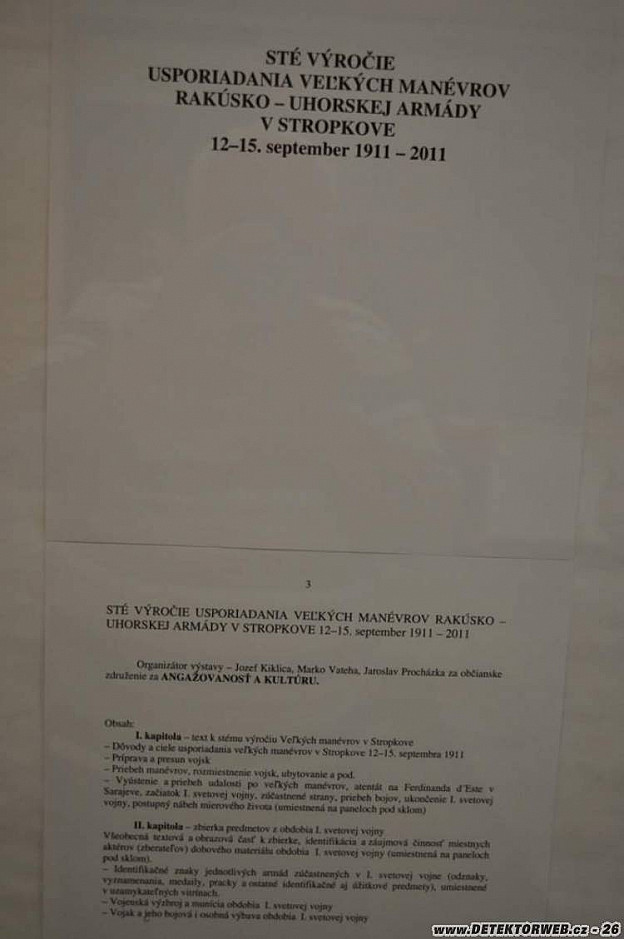 STÉ VÝROČIE
USPORIADANIA VEĽKÝCH MANÉVROV
RAKÚSKO – UHORSKEJ ARMÁDY
V STROPKOVE
12–15. september 1911 – 2011
3
STÉ VÝROČIE USPORIADANIA VEĽKÝCH MANÉVROV RAKÚSKO –
UHORSKEJ ARMÁDY V STROPKOVE 12–15. september 1911 – 2011
Organizátor výstavy – Jozef Kiklica, Marko Vateha, Jaroslav Procházka za občianske
združenie za ANGAŽOVANOSŤ A KULTÚRU.
Obsah:
I. kapitola – text k stému výročiu Veľkých manévrov v Stropkove
– Dôvody a ciele usporiadania veľkých manévrov v Stropkove 12–15. septembra 1911
– Príprava a presun vojsk
– Priebeh manévrov, rozmiestnenie vojsk, ubytovanie a pod.
– Vyústenie a priebeh udalostí po veľkých manévrov, atentát na Ferdinanda d'Este v
Sarajeve, začiatok I. svetovej vojny, zúčastnené strany, priebeh bojov, ukončenie I. svetovej
vojny, postupný nábeh mierového života (umiestnená na paneloch pod sklom)
II. kapitola – zbierka predmetov z obdobia I. svetovej vojny
Všeobecná textová a obrazová časť k zbierke, identifikácia a záujmová činnosť miestnych
aktérov (zberateľov) dobového materiálu obdobia I. svetovej vojny (umiestnená na paneloch
pod sklom).
– Identifikačné znaky jednotlivých armád zúčastnených v I. svetovej vojne (odznaky,
vyznamenania, medaily, pracky a ostatné identifikačné aj úžitkové predmety), umiestnené
v uzamykateľných vitrínach.
– Vojenská výzbroj a munícia obdobia I. svetovej vojny
– Vojak a jeho bojová i osobná výbava obdobia I. svetovej vojny
www.DETEKTORWEB.cz - 26